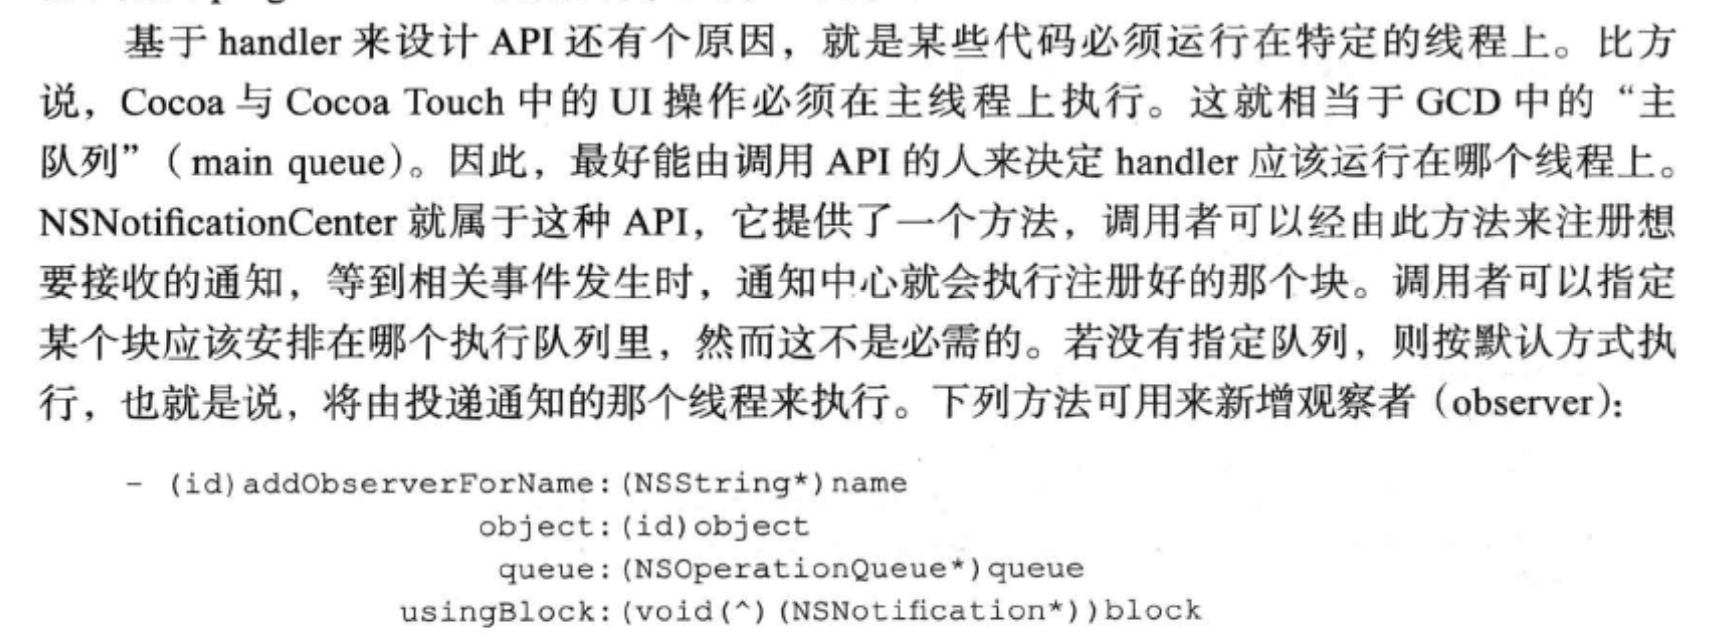 基于 handler 来设计 API 还有个原因，就是某些代码必须运行在特定的线程上。比方
说，Cocoa 与 Cocoa Touch 中的 UI 操作必须在主线程上执行。这就相当于 GCD 中的“主
队列”（main queue）。因此，最好能由调用 API 的人来决定 handler 应该运行在哪个线程上。
NSNotificationCenter 就属于这种 API，它提供了一个方法，调用者可以经由此方法来注册想
要接收的通知，等到相关事件发生时，通知中心就会执行注册好的那个块。调用者可以指定
某个块应该安排在哪个执行队列里，然而这不是必需的。若没有指定队列，则按默认方式执
行，也就是说，将由投递通知的那个线程来执行。下列方法可用来新增观察者（observer）：
- (id)addObserverForName:(NSString*)name
object:(id)object
queue:(NSOperationQueue*)queue
usingBlock:(void(^)(NSNotification*))block